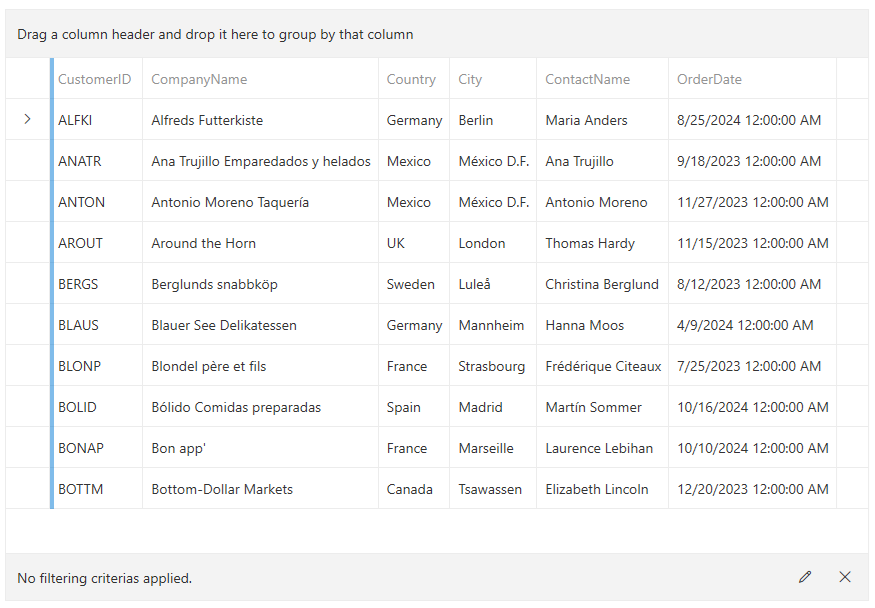 Drag a column header and drop it here to group by that column
CustomerID CompanyName Country City ContactName OrderDate
ALFKI Alfreds Futterkiste Germany Berlin Maria Anders 8/25/2024 12:00:00 AM
ANATR Ana Trujillo Emparedados y helados Mexico México D.F. Ana Trujillo 9/18/2023 12:00:00 AM
ANTON Antonio Moreno Taquería Mexico México D.F. Antonio Moreno 11/27/2023 12:00:00 AM
AROUT Around the Horn UK London Thomas Hardy 11/15/2023 12:00:00 AM
BERGS Berglunds snabbköp Sweden Luleå Christina Berglund 8/12/2023 12:00:00 AM
BLAUS Blauer See Delikatessen Germany Mannheim Hanna Moos 4/9/2024 12:00:00 AM
BLONP Blondel père et fils France Strasbourg Frédérique Citeaux 7/25/2023 12:00:00 AM
BOLID Bólido Comidas preparadas Spain Madrid Martín Sommer 10/16/2024 12:00:00 AM
BONAP Bon app' France Marseille Laurence Lebihan 10/10/2024 12:00:00 AM
BOTTM Bottom-Dollar Markets Canada Tsawassen Elizabeth Lincoln 12/20/2023 12:00:00 AM
No filtering criterias applied.